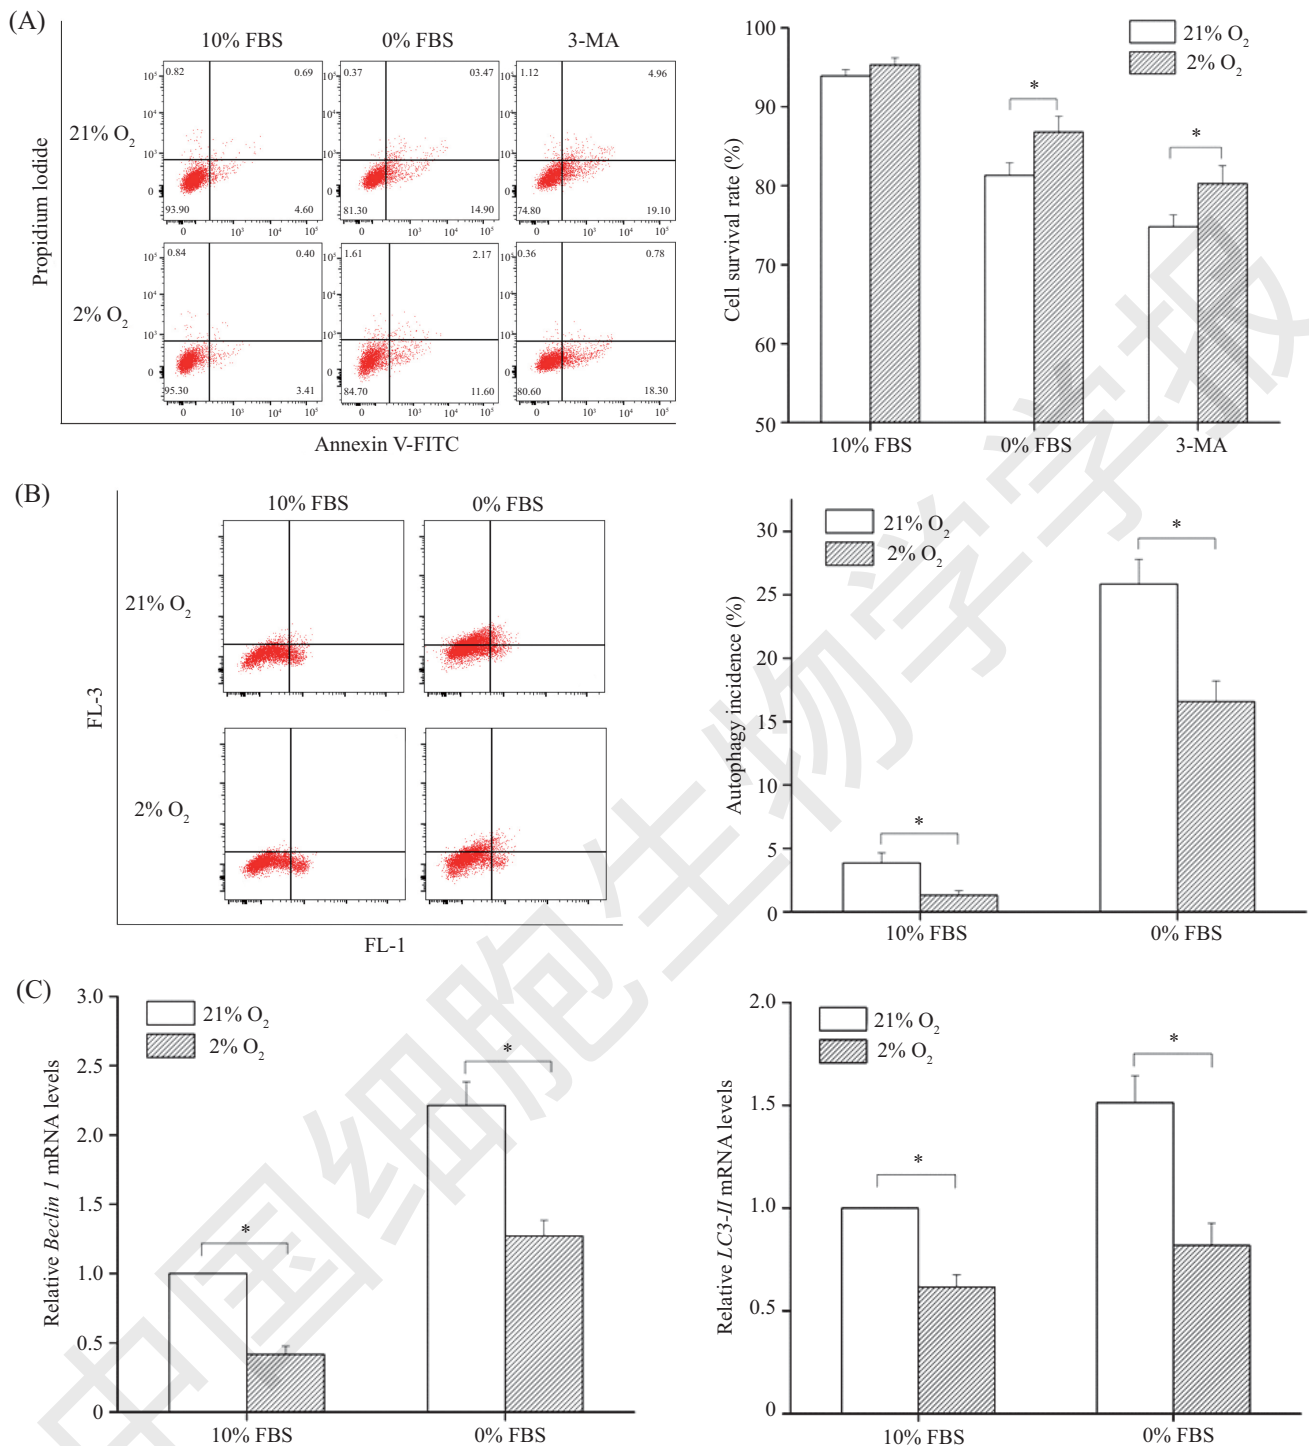 (A)
10% FBS
0% FBS
3-MA
21% O2
2% O2
Propidium Iodide
Annexin V-FITC
0.82
0.69
93.90
4.60
0.37
03.47
81.30
14.90
1.12
4.96
74.80
19.10
0.84
0.40
95.30
3.41
1.61
2.17
84.70
11.60
0.36
0.78
80.60
18.30
10⁵
10⁴
10³
0
0
10³
10⁴
10⁵
21% O2
2% O2
Cell survival rate (%)
100
90
80
70
60
50
*
*
10% FBS
0% FBS
3-MA
(B)
10% FBS
0% FBS
21% O2
2% O2
FL-3
FL-1
21% O2
2% O2
Autophagy incidence (%)
30
25
20
15
10
5
0
*
*
10% FBS
0% FBS
(C)
21% O2
2% O2
Relative Beclin 1 mRNA levels
3.0
2.5
2.0
1.5
1.0
0.5
0
*
*
10% FBS
0% FBS
21% O2
2% O2
Relative LC3-II mRNA levels
2.0
1.5
1.0
0.5
0
*
*
10% FBS
0% FBS
中国细胞生物学学报